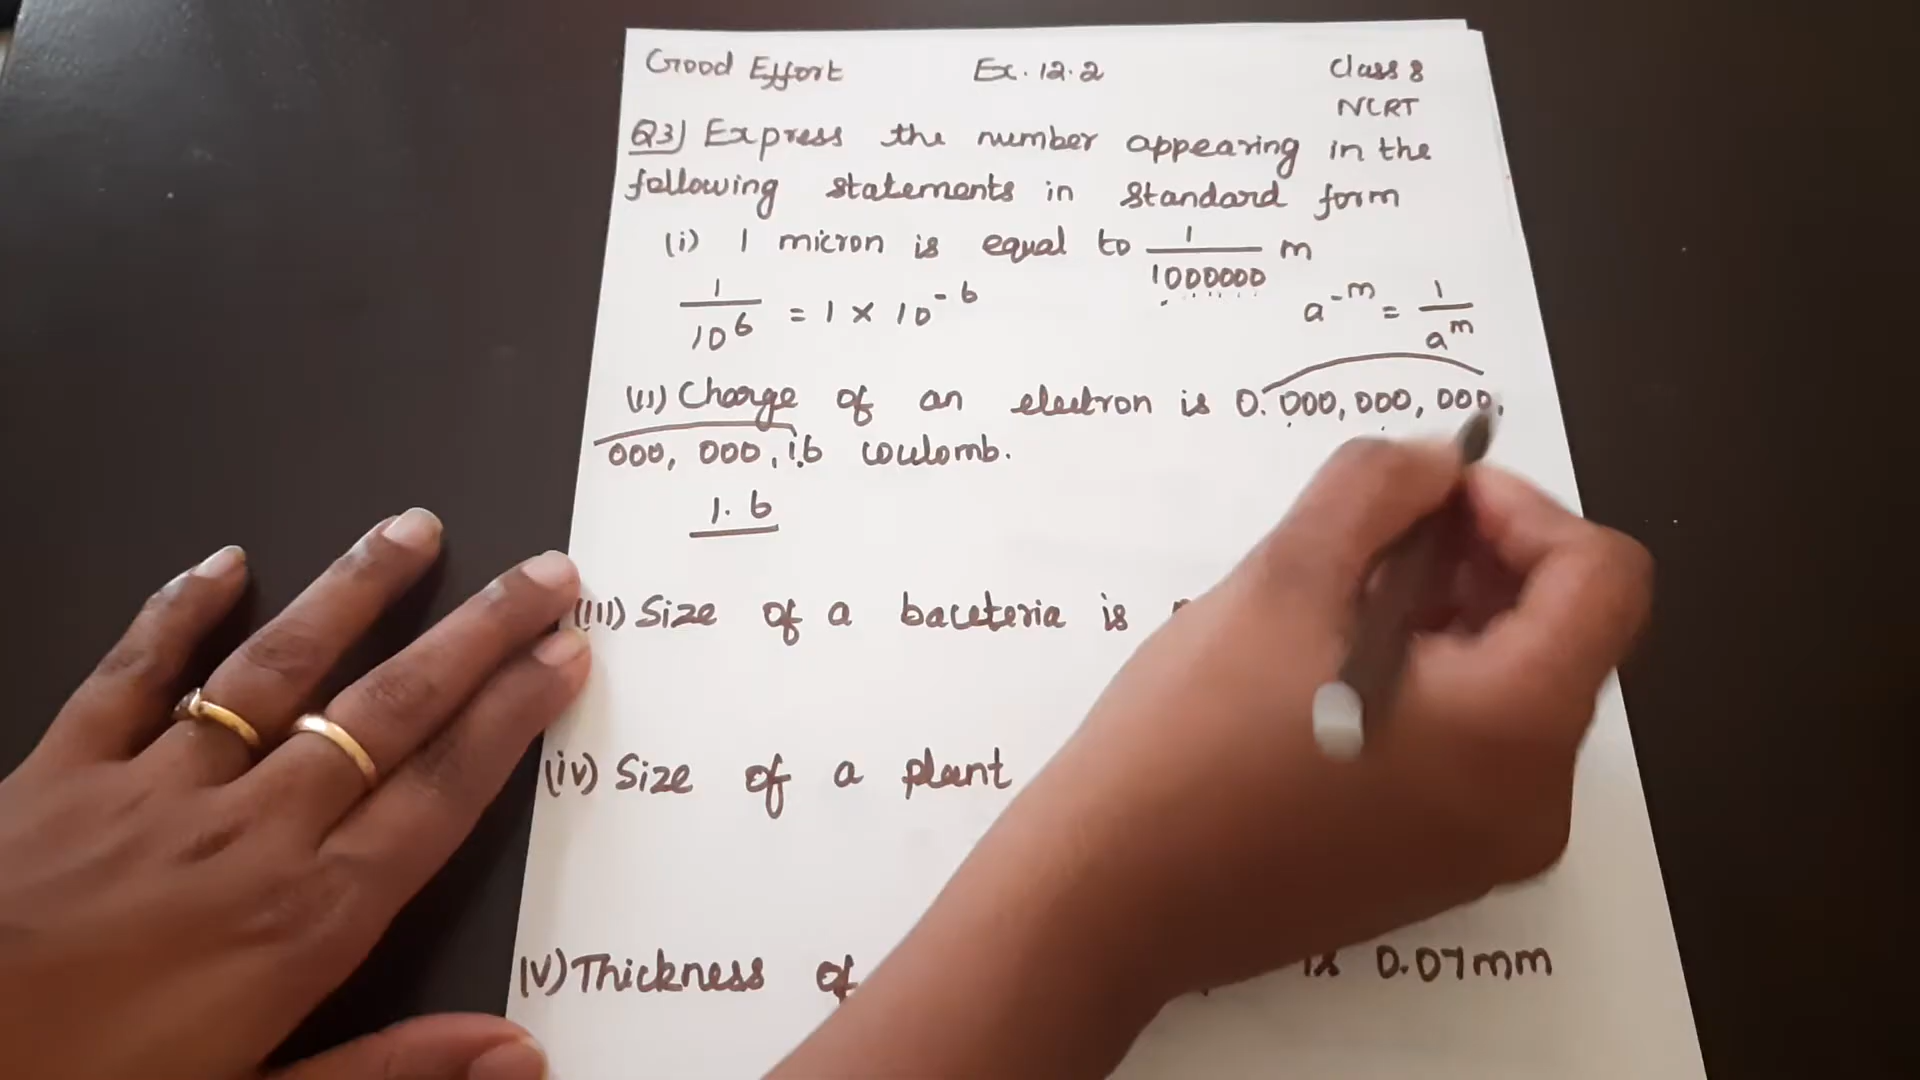 Good Effort Ex. 12.2 Class 8
NCRT
Q3) Express the number appearing in the
following statements in standard form
(i) 1 micron is equal to 1/1000000 m
1/10^6 = 1 × 10^-6 a^-m = 1/a^m
(ii) Charge of an electron is 0.000,000,000,
000, 000, 1.6 coulomb.
1.6
(iii) Size of a baceteria is
(iv) Size of a plant
(v) Thickness of is 0.07mm